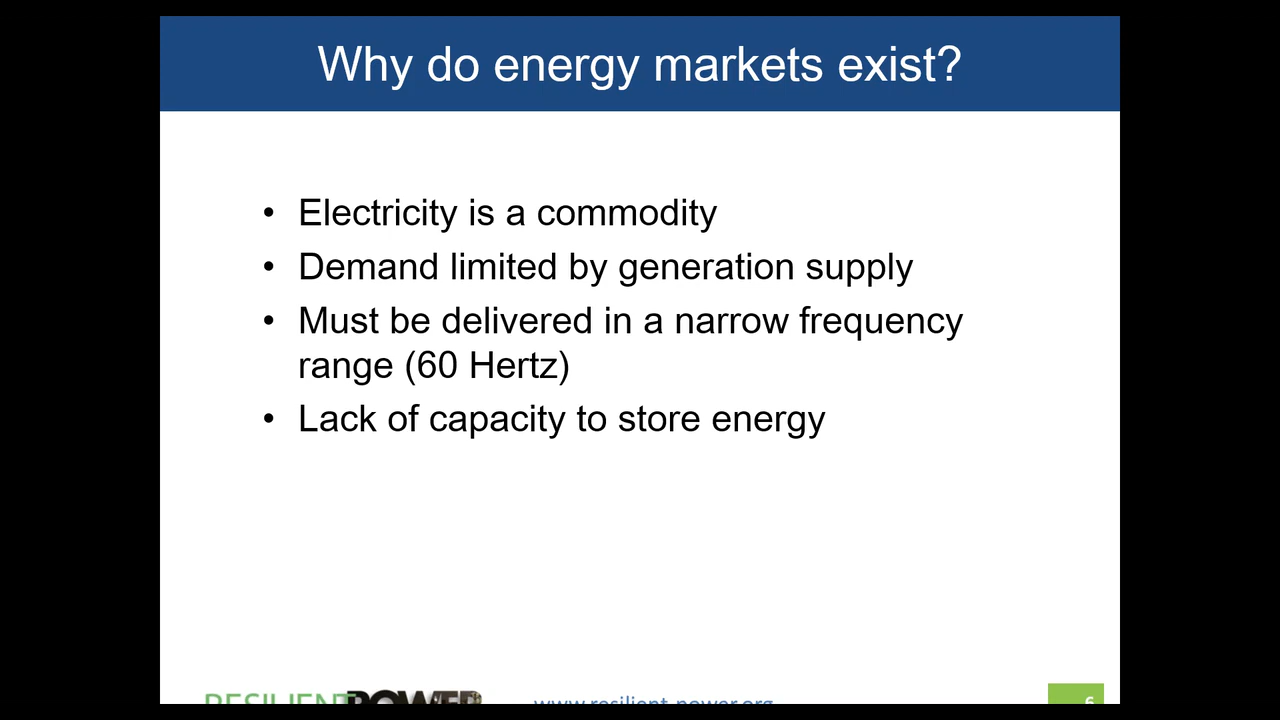 Why do energy markets exist?
• Electricity is a commodity
• Demand limited by generation supply
• Must be delivered in a narrow frequency
range (60 Hertz)
• Lack of capacity to store energy
RESILIENT POWER
www.resilient-power.org
6